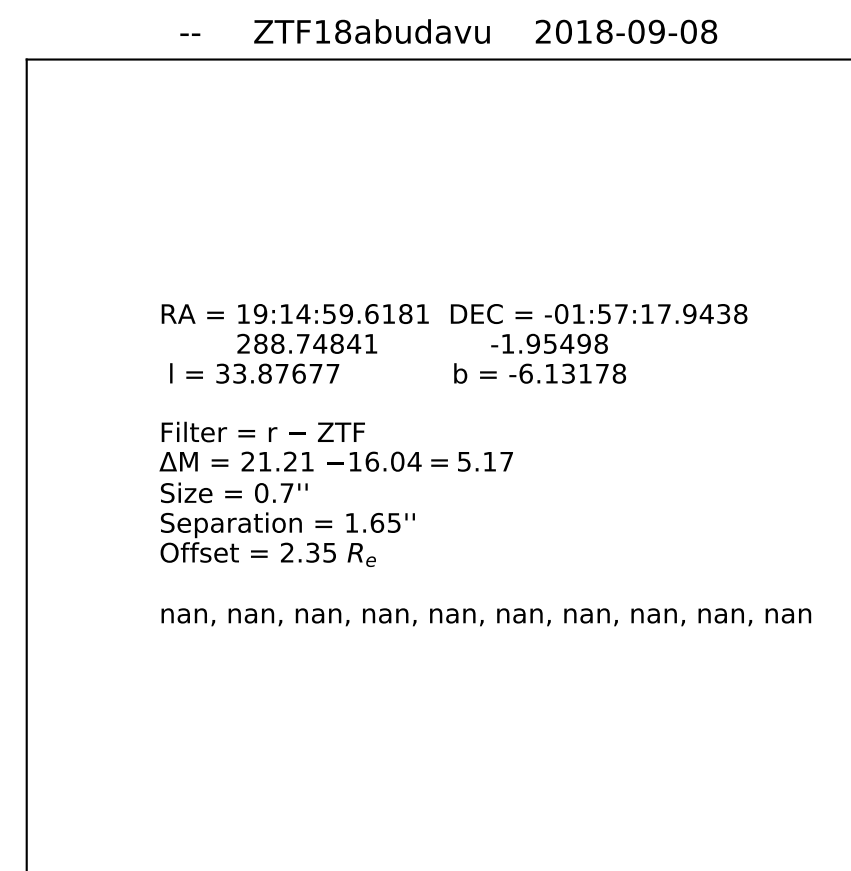 -- ZTF18abudavu 2018-09-08
RA = 19:14:59.6181 DEC = -01:57:17.9438
288.74841 -1.95498
l = 33.87677 b = -6.13178
Filter = r − ZTF
ΔM = 21.21 −16.04 = 5.17
Size = 0.7''
Separation = 1.65''
Offset = 2.35 Rₑ
nan, nan, nan, nan, nan, nan, nan, nan, nan, nan